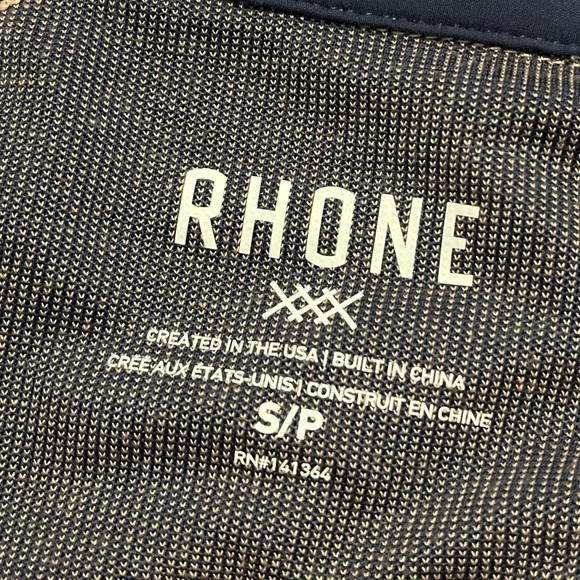 RHONE
CREATED IN THE USA | BUILT IN CHINA
CRÉÉ AUX ÉTATS-UNIS | CONSTRUIT EN CHINE
S/P
RN#141364